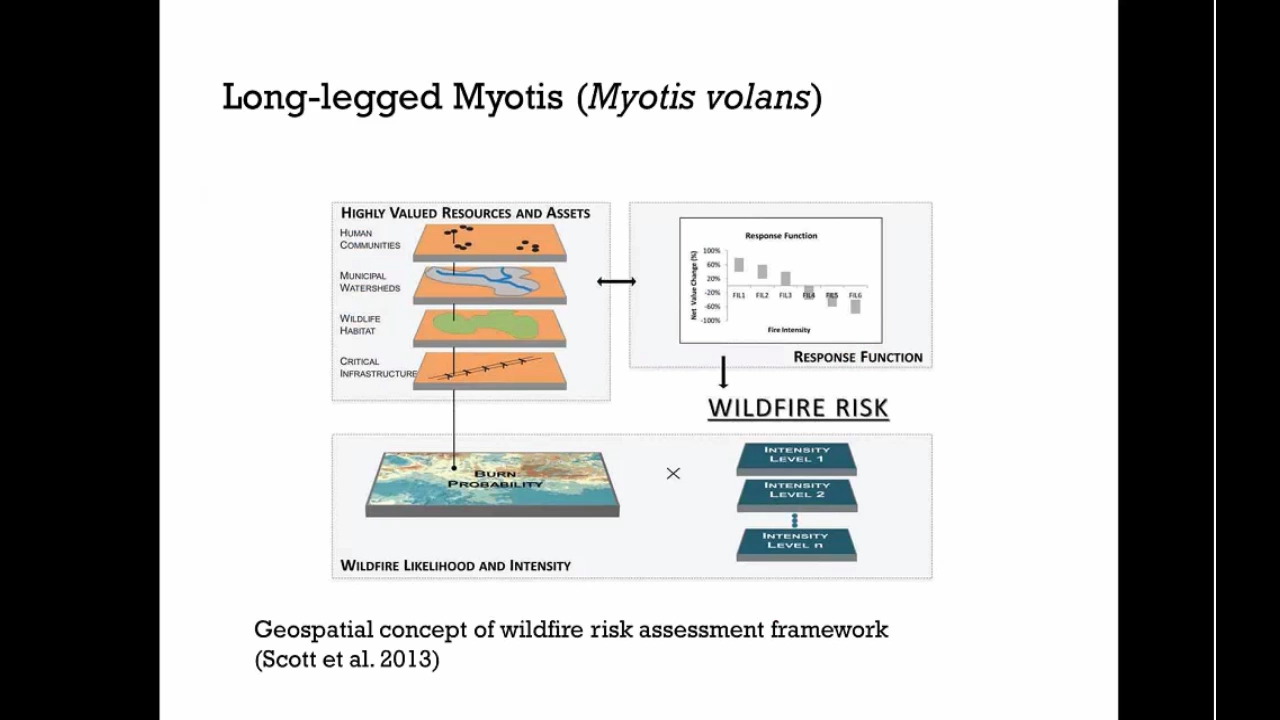 Long-legged Myotis (Myotis volans)
HIGHLY VALUED RESOURCES AND ASSETS
HUMAN
COMMUNITIES
MUNICIPAL
WATERSHEDS
WILDLIFE
HABITAT
CRITICAL
INFRASTRUCTURE
Response Function
Net Value Change (%)
100%
60%
20%
-20%
-60%
-100%
FIL1 FIL2 FIL3 FIL4 FIL5 FIL6
Fire Intensity
RESPONSE FUNCTION
WILDFIRE RISK
BURN
PROBABILITY
×
INTENSITY
LEVEL 1
INTENSITY
LEVEL 2
INTENSITY
LEVEL n
WILDFIRE LIKELIHOOD AND INTENSITY
Geospatial concept of wildfire risk assessment framework
(Scott et al. 2013)